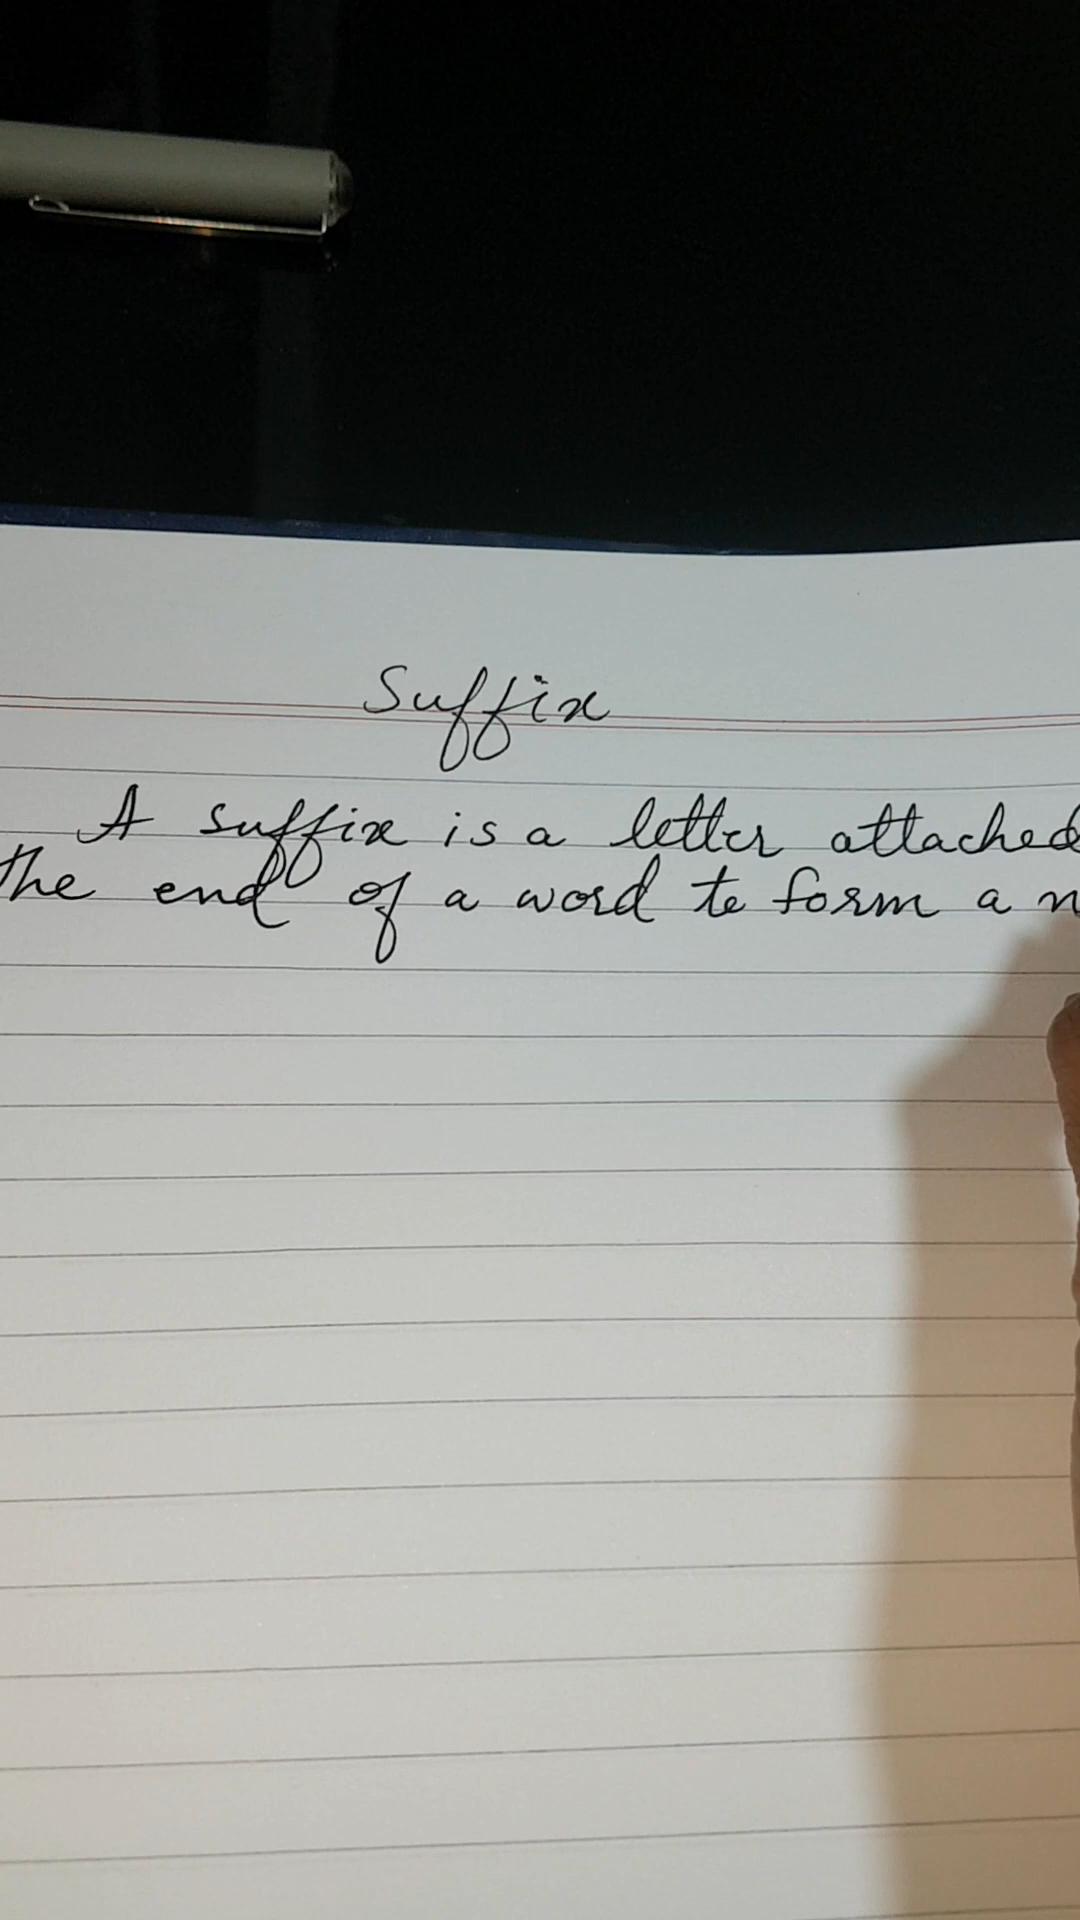 Suffix
A suffix is a letter attached
the end of a word to form a